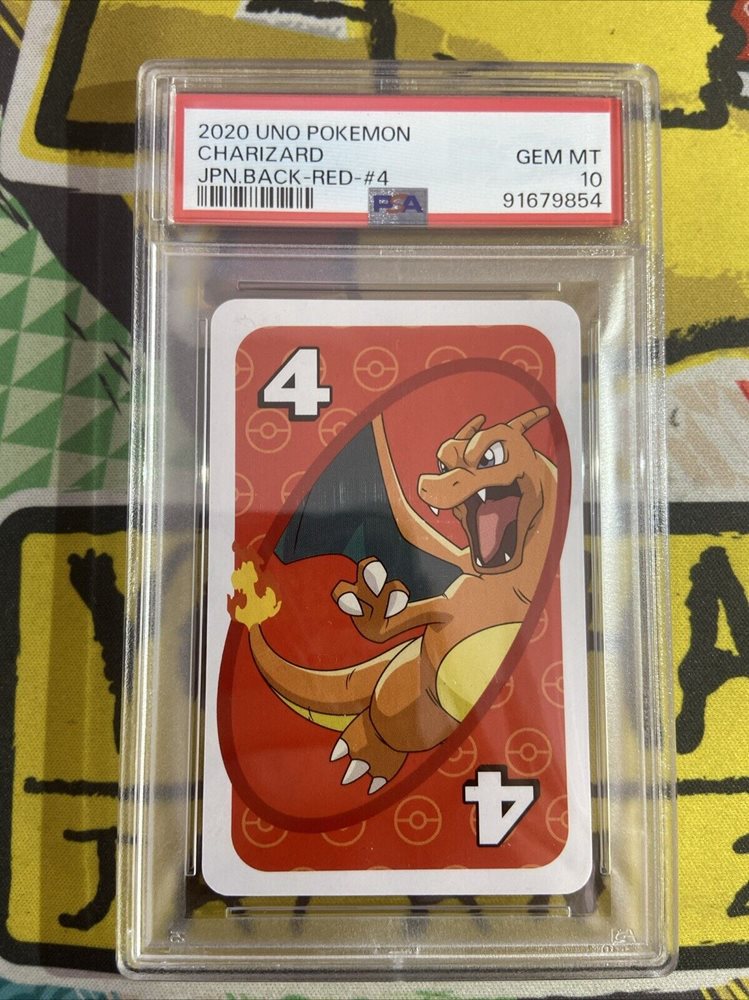 2020 UNO POKEMON
CHARIZARD GEM MT
JPN.BACK-RED-#4 10
PSA 91679854
4
4